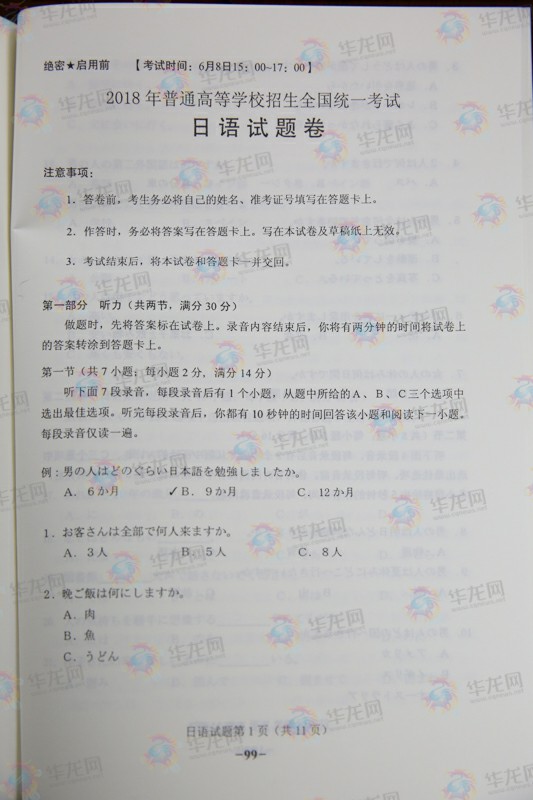 绝密★启用前 【考试时间：6月8日15：00~17：00】
2018年普通高等学校招生全国统一考试
日语试题卷
注意事项：
1．答卷前，考生务必将自己的姓名、准考证号填写在答题卡上。
2．作答时，务必将答案写在答题卡上。写在本试卷及草稿纸上无效。
3．考试结束后，将本试卷和答题卡一并交回。
第一部分 听力（共两节，满分30分）
做题时，先将答案标在试卷上。录音内容结束后，你将有两分钟的时间将试卷上
的答案转涂到答题卡上。
第一节（共7小题；每小题2分，满分14分）
听下面7段录音，每段录音后有1个小题，从题中所给的A、B、C三个选项中
选出最佳选项。听完每段录音后，你都有10秒钟的时间回答该小题和阅读下一小题。
每段录音仅读一遍。
例：男の人はどのぐらい日本語を勉強しましたか。
A．6か月 ✓B．9か月 C．12か月
1．お客さんは全部で何人来ますか。
A．3人 B．5人 C．8人
2．晩ご飯は何にしますか。
A．肉
B．魚
C．うどん
日语试题第1页（共11页）
-99-
华龙网